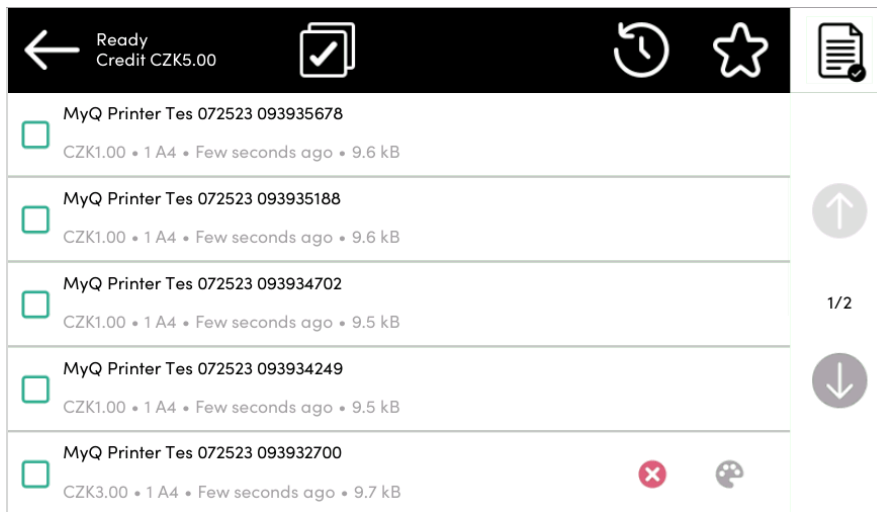 Ready
Credit CZK5.00
MyQ Printer Tes 072523 093935678
CZK1.00 • 1 A4 • Few seconds ago • 9.6 kB
MyQ Printer Tes 072523 093935188
CZK1.00 • 1 A4 • Few seconds ago • 9.6 kB
MyQ Printer Tes 072523 093934702
CZK1.00 • 1 A4 • Few seconds ago • 9.5 kB
1/2
MyQ Printer Tes 072523 093934249
CZK1.00 • 1 A4 • Few seconds ago • 9.5 kB
MyQ Printer Tes 072523 093932700
CZK3.00 • 1 A4 • Few seconds ago • 9.7 kB